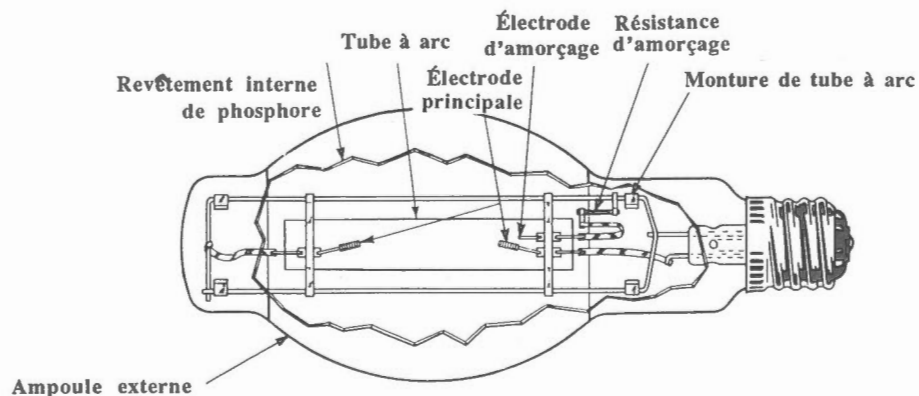 Tube à arc
Électrode
d'amorçage
Résistance
d'amorçage
Revêtement interne
de phosphore
Électrode
principale
Monture de tube à arc
Ampoule externe